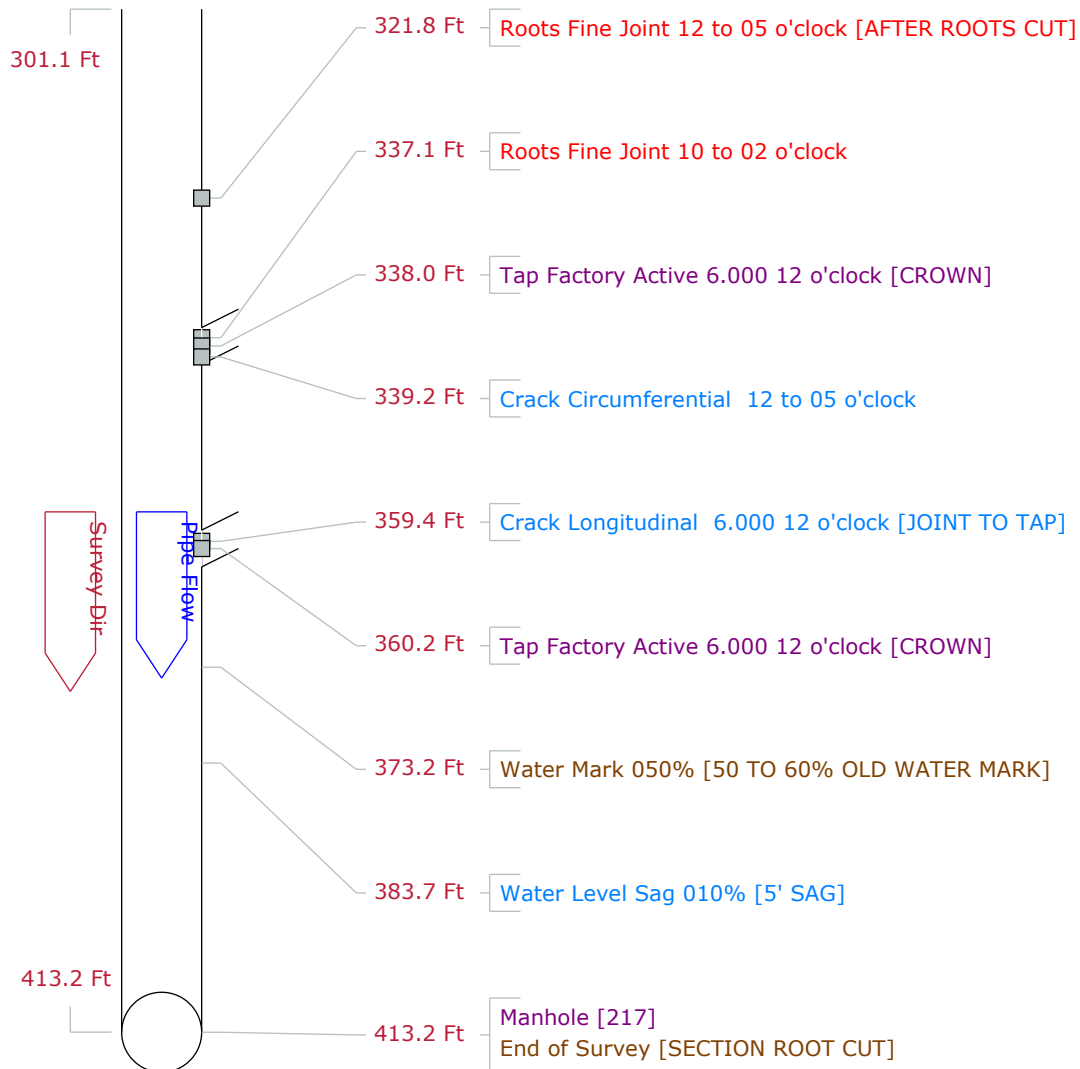 301.1 Ft
321.8 Ft Roots Fine Joint 12 to 05 o'clock [AFTER ROOTS CUT]
337.1 Ft Roots Fine Joint 10 to 02 o'clock
338.0 Ft Tap Factory Active 6.000 12 o'clock [CROWN]
339.2 Ft Crack Circumferential  12 to 05 o'clock
Survey Dir
Pipe Flow
359.4 Ft Crack Longitudinal  6.000 12 o'clock [JOINT TO TAP]
360.2 Ft Tap Factory Active 6.000 12 o'clock [CROWN]
373.2 Ft Water Mark 050% [50 TO 60% OLD WATER MARK]
383.7 Ft Water Level Sag 010% [5' SAG]
413.2 Ft
413.2 Ft Manhole [217]
End of Survey [SECTION ROOT CUT]